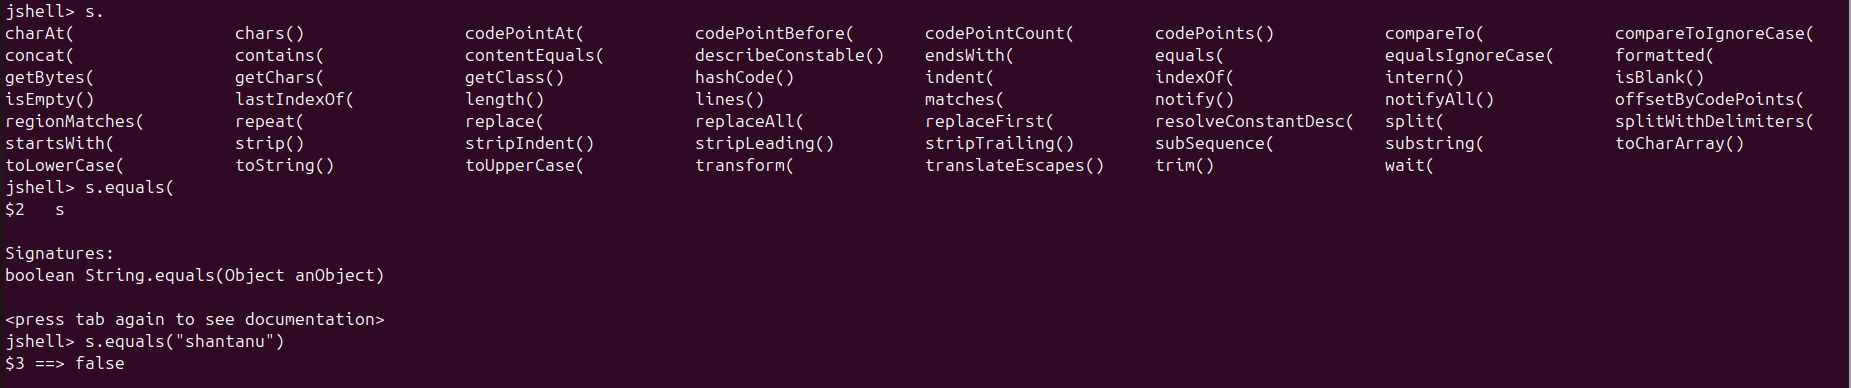 jshell> s.
charAt( chars() codePointAt( codePointBefore( codePointCount( codePoints() compareTo( compareToIgnoreCase(
concat( contains( contentEquals( describeConstable() endsWith( equals( equalsIgnoreCase( formatted(
getBytes( getChars( getClass() hashCode() indent( indexOf( intern() isBlank()
isEmpty() lastIndexOf( length() lines() matches( notify() notifyAll() offsetByCodePoints(
regionMatches( repeat( replace( replaceAll( replaceFirst( resolveConstantDesc( split( splitWithDelimiters(
startsWith( strip() stripIndent() stripLeading() stripTrailing() subSequence( substring( toCharArray()
toLowerCase( toString() toUpperCase( transform( translateEscapes() trim() wait(
jshell> s.equals(
$2 s
Signatures:
boolean String.equals(Object anObject)
<press tab again to see documentation>
jshell> s.equals("shantanu")
$3 ==> false